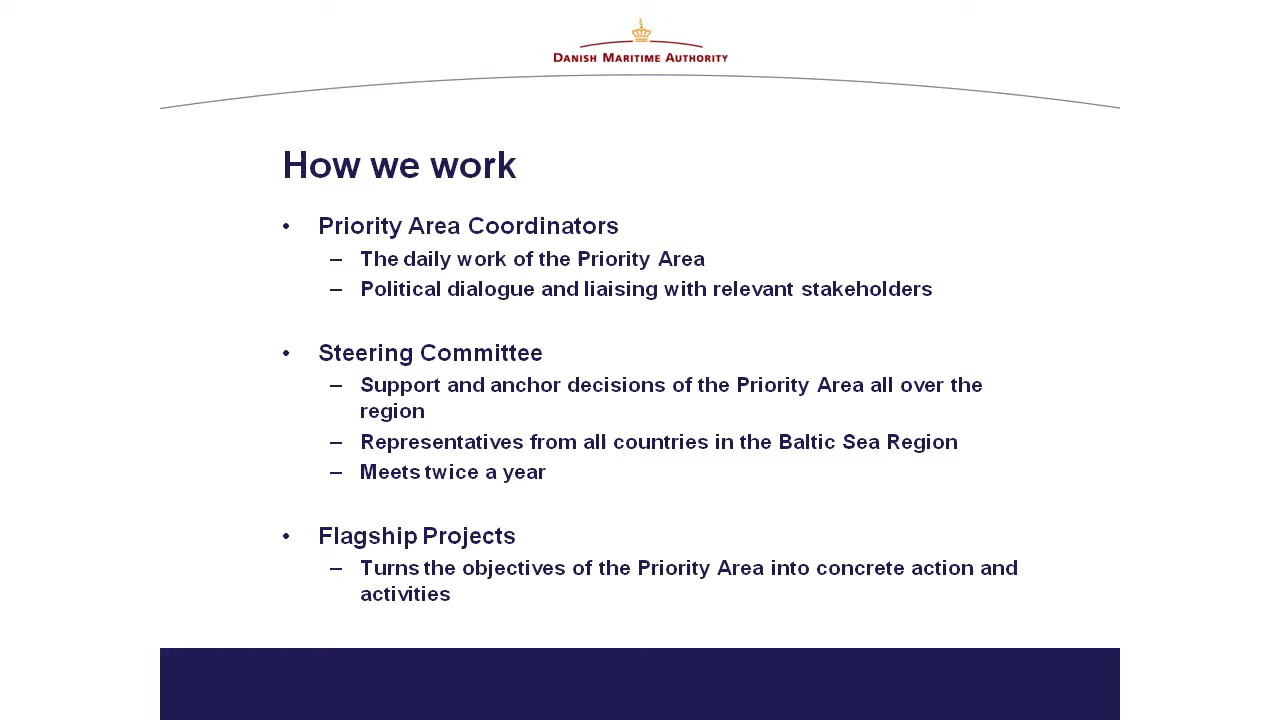 DANISH MARITIME AUTHORITY
How we work
• Priority Area Coordinators
– The daily work of the Priority Area
– Political dialogue and liaising with relevant stakeholders
• Steering Committee
– Support and anchor decisions of the Priority Area all over the
region
– Representatives from all countries in the Baltic Sea Region
– Meets twice a year
• Flagship Projects
– Turns the objectives of the Priority Area into concrete action and
activities